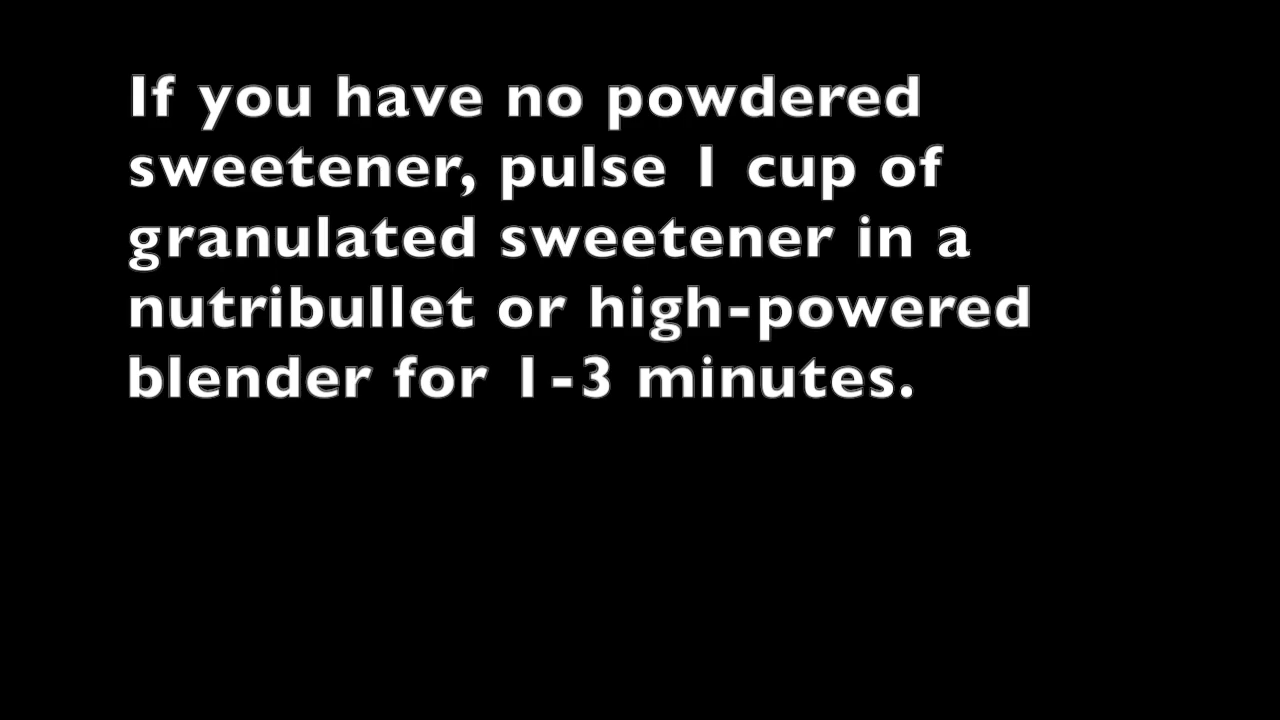 If you have no powdered
sweetener, pulse 1 cup of
granulated sweetener in a
nutribullet or high-powered
blender for 1-3 minutes.